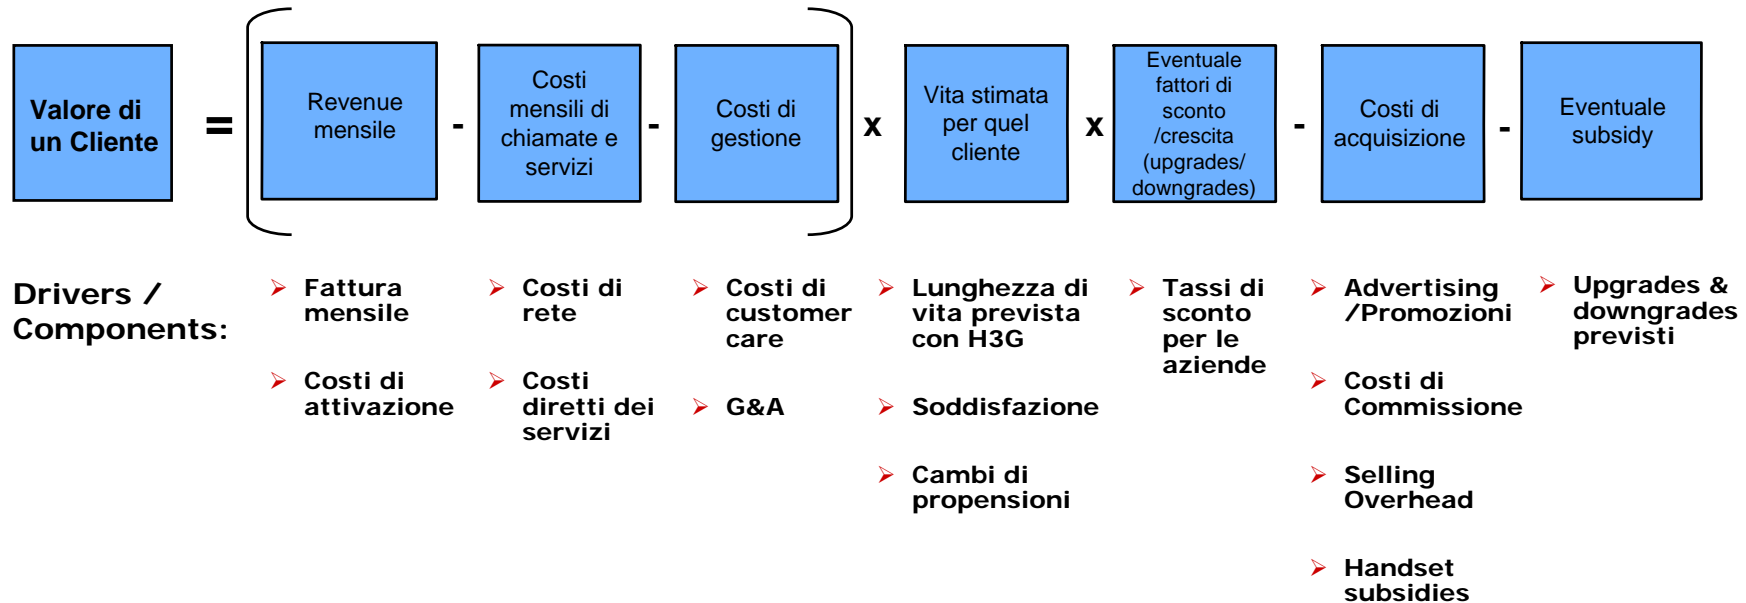 Valore di
un Cliente
=
Revenue
mensile
-
Costi
mensili di
chiamate e
servizi
-
Costi di
gestione
x
Vita stimata
per quel
cliente
x
Eventuale
fattori di
sconto
/crescita
(upgrades/
downgrades)
-
Costi di
acquisizione
-
Eventuale
subsidy
Drivers /
Components:
Fattura
mensile
Costi di
attivazione
Costi di
rete
Costi
diretti dei
servizi
Costi di
customer
care
G&A
Lunghezza di
vita prevista
con H3G
Soddisfazione
Cambi di
propensioni
Tassi di
sconto
per le
aziende
Advertising
/Promozioni
Costi di
Commissione
Selling
Overhead
Handset
subsidies
Upgrades &
downgrades
previsti